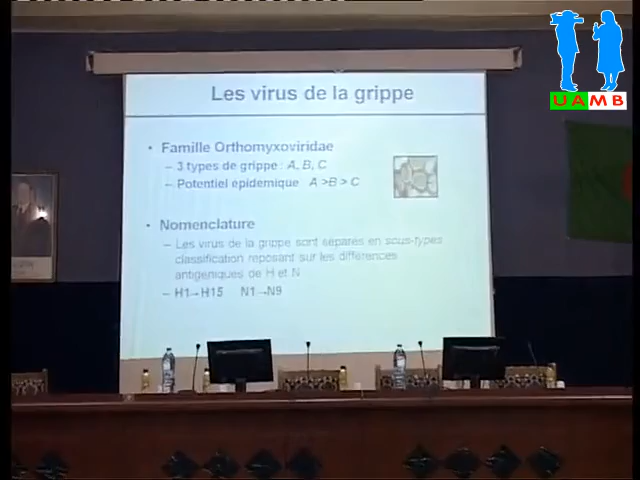 Les virus de la grippe
• Famille Orthomyxoviridae
– 3 types de grippe : A, B, C
– Potentiel épidemique A >B > C
• Nomenclature
– Les virus de la grippe sont séparés en sous-types
classification reposant sur les différences
antigéniques de H et N
– H1→H15 N1→N9
UAMB